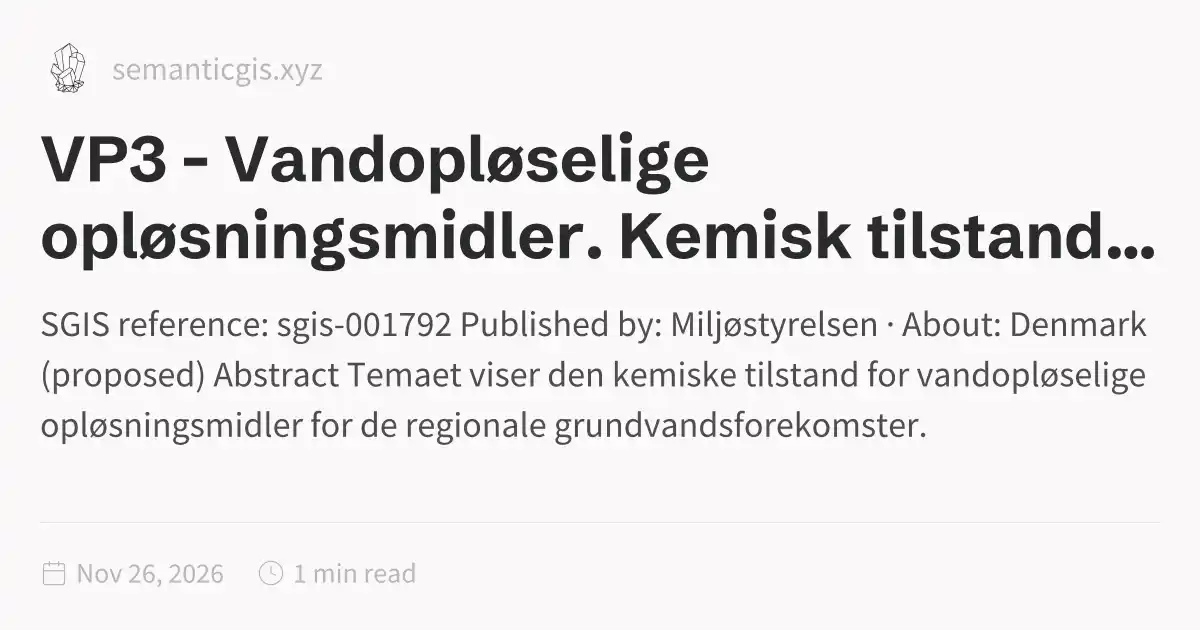 semanticgis.xyz
VP3 - Vandopløselige
opløsningsmidler. Kemisk tilstand...
SGIS reference: sgis-001792 Published by: Miljøstyrelsen · About: Denmark
(proposed) Abstract Temaet viser den kemiske tilstand for vandopløselige
opløsningsmidler for de regionale grundvandsforekomster.
Nov 26, 2026 1 min read